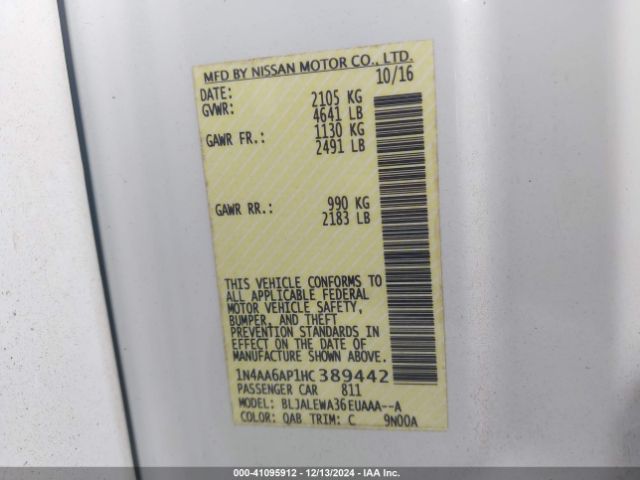 MFD BY NISSAN MOTOR CO., LTD.
DATE: 10/16
GVWR: 2105 KG
4641 LB
GAWR FR.: 1130 KG
2491 LB
GAWR RR.: 990 KG
2183 LB
THIS VEHICLE CONFORMS TO
ALL APPLICABLE FEDERAL
MOTOR VEHICLE SAFETY,
BUMPER, AND THEFT
PREVENTION STANDARDS IN
EFFECT ON THE DATE OF
MANUFACTURE SHOWN ABOVE.
1N4AA6AP1HC 389442
PASSENGER CAR 811
MODEL: BLJALEWA36EUAAA--A
COLOR: QAB TRIM: C 9N00A
000-41095912 - 12/13/2024 - IAA Inc.